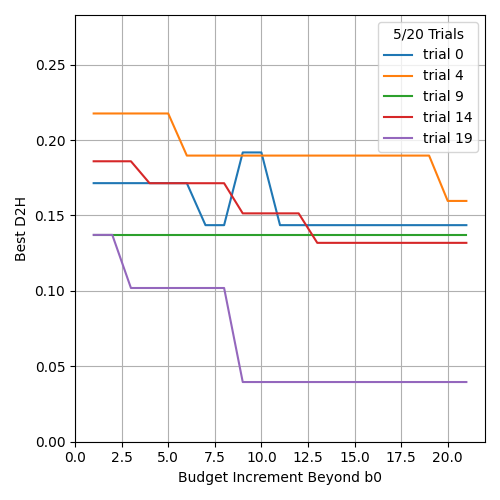 5/20 Trials
trial 0
trial 4
trial 9
trial 14
trial 19
0.25
0.20
0.15
0.10
0.05
0.00
Best D2H
0.0 2.5 5.0 7.5 10.0 12.5 15.0 17.5 20.0
Budget Increment Beyond b0